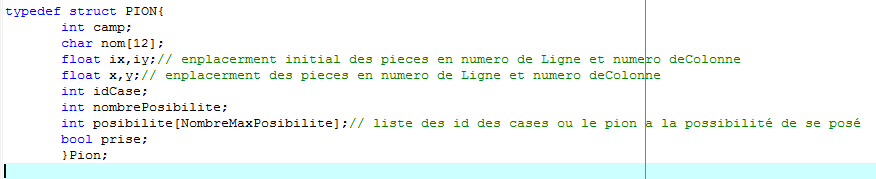 typedef struct PION{
int camp;
char nom[12];
float ix,iy;// enplacerment initial des pieces en numero de Ligne et numero deColonne
float x,y;// enplacerment des pieces en numero de Ligne et numero deColonne
int idCase;
int nombrePosibilite;
int posibilite[NombreMaxPosibilite];// liste des id des cases ou le pion a la possibilité de se posé
bool prise;
}Pion;